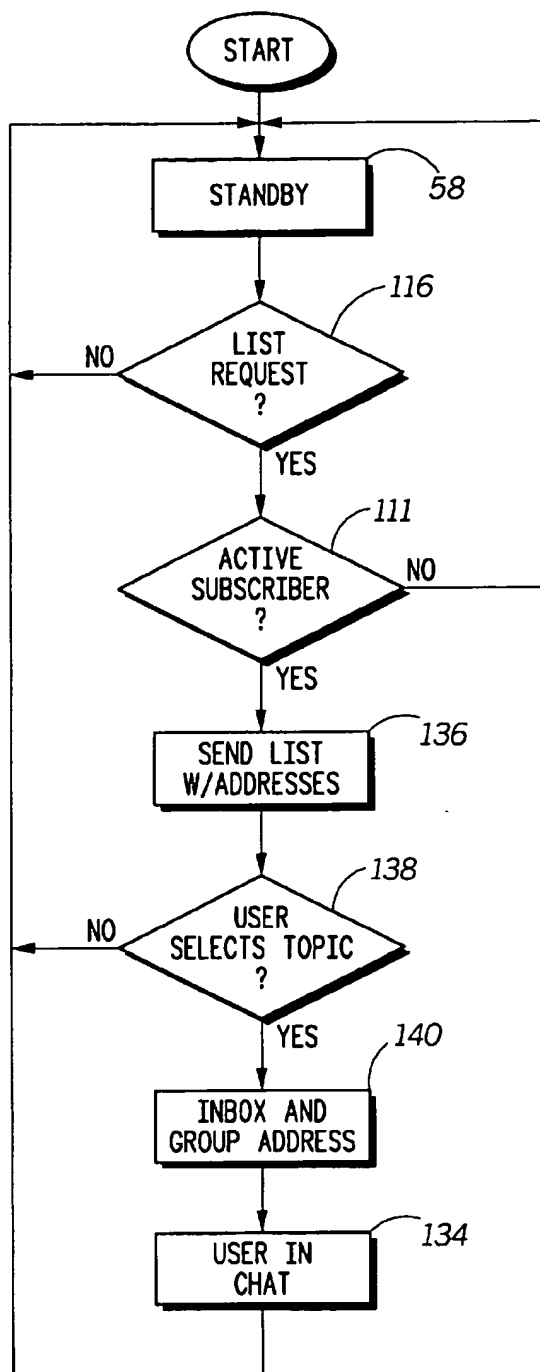 START
STANDBY
58
116
LIST
REQUEST
?
NO
YES
111
ACTIVE
SUBSCRIBER
?
NO
YES
136
SEND LIST
W/ADDRESSES
138
USER
SELECTS TOPIC
?
NO
YES
140
INBOX AND
GROUP ADDRESS
134
USER IN
CHAT